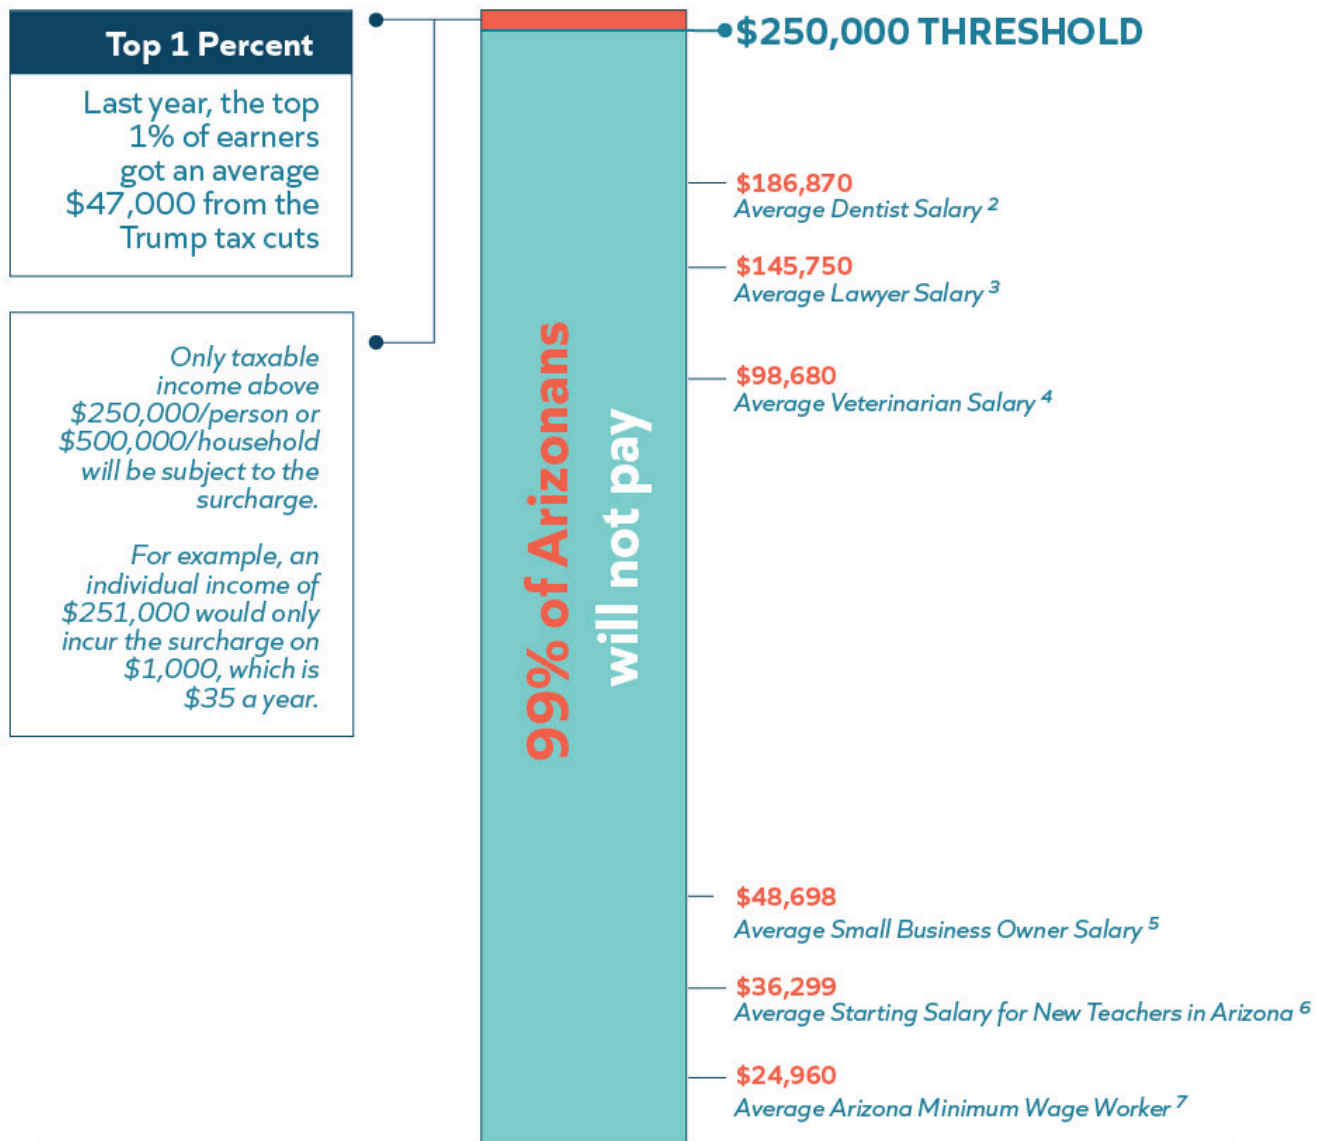 Top 1 Percent
Last year, the top
1% of earners
got an average
$47,000 from the
Trump tax cuts
Only taxable
income above
$250,000/person or
$500,000/household
will be subject to the
surcharge.
For example, an
individual income of
$251,000 would only
incur the surcharge on
$1,000, which is
$35 a year.
99% of Arizonans
will not pay
$250,000 THRESHOLD
$186,870
Average Dentist Salary 2
$145,750
Average Lawyer Salary 3
$98,680
Average Veterinarian Salary 4
$48,698
Average Small Business Owner Salary 5
$36,299
Average Starting Salary for New Teachers in Arizona 6
$24,960
Average Arizona Minimum Wage Worker 7